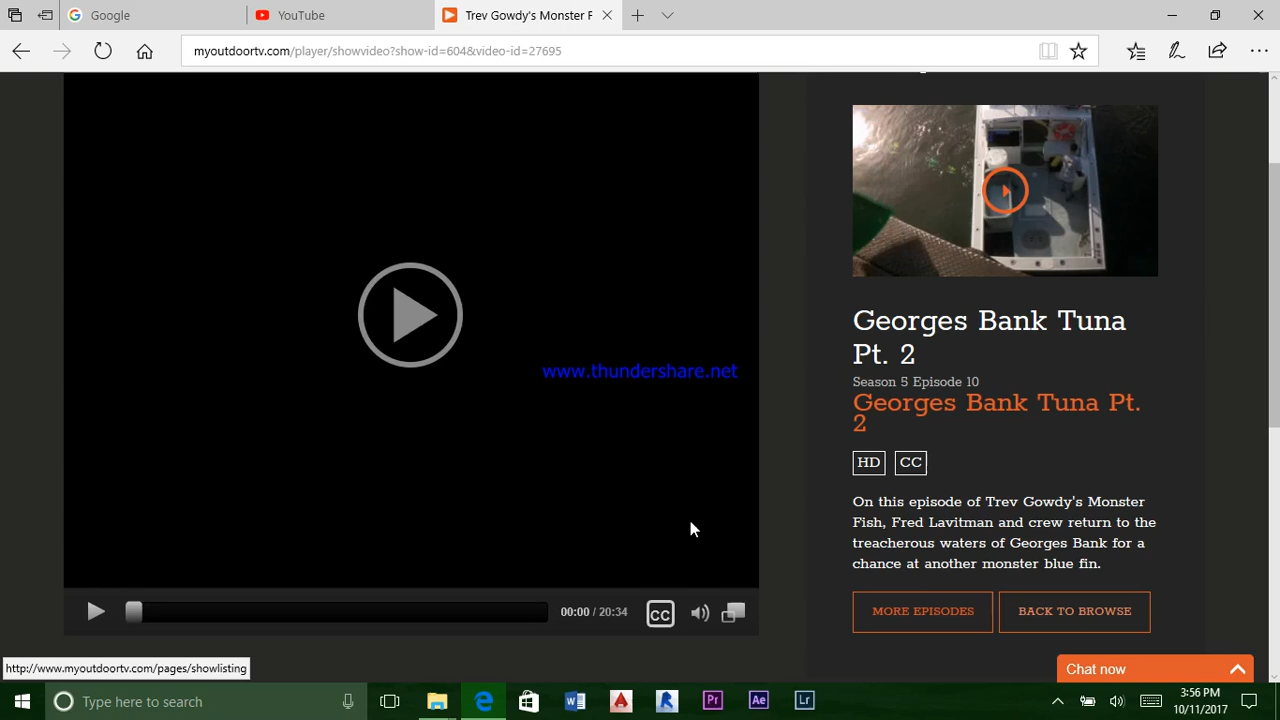 Google
YouTube
Trev Gowdy's Monster F
myoutdoortv.com/player/showvideo?show-id=604&video-id=27695
www.thundershare.net
00:00 / 20:34
CC
Georges Bank Tuna
Pt. 2
Season 5 Episode 10
Georges Bank Tuna Pt.
2
HD CC
On this episode of Trev Gowdy's Monster
Fish, Fred Lavitman and crew return to the
treacherous waters of Georges Bank for a
chance at another monster blue fin.
MORE EPISODES
BACK TO BROWSE
http://www.myoutdoortv.com/pages/showlisting
Chat now
Type here to search
Pr
Ae
Lr
3:56 PM
10/11/2017